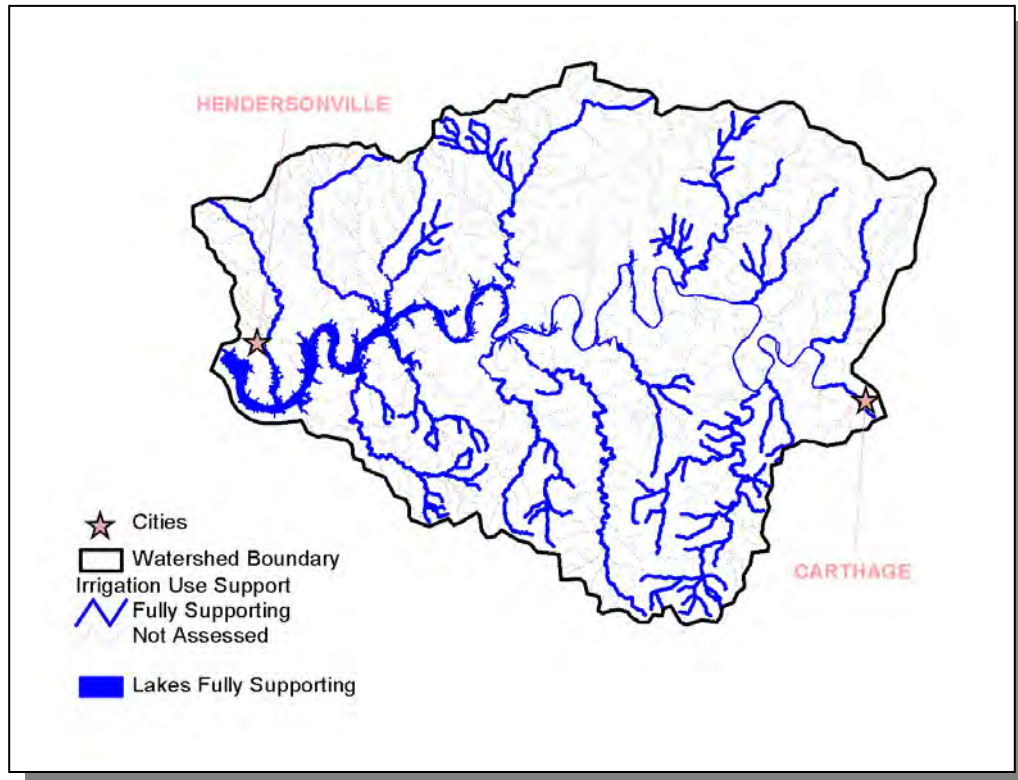 HENDERSONVILLE
CARTHAGE
Cities
Watershed Boundary
Irrigation Use Support
Fully Supporting
Not Assessed
Lakes Fully Supporting